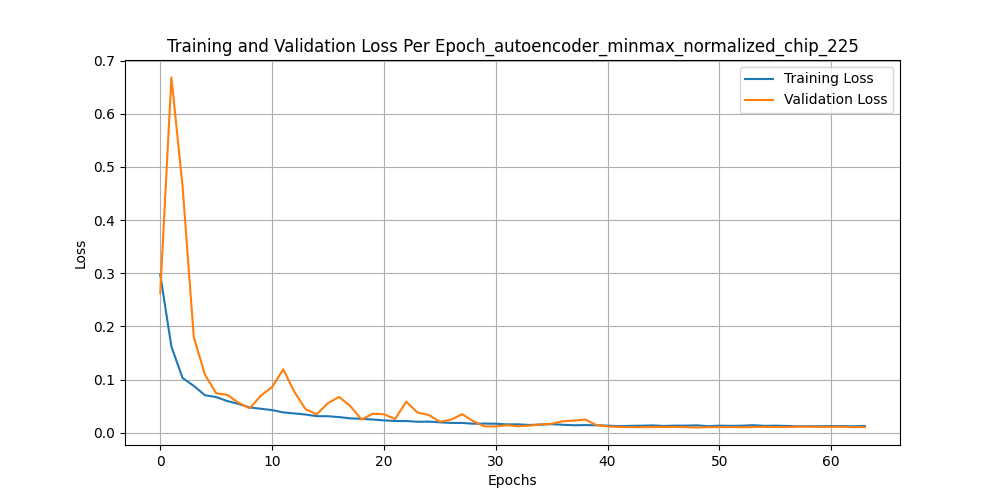 Training and Validation Loss Per Epoch_autoencoder_minmax_normalized_chip_225
Training Loss
Validation Loss
0.7
0.6
0.5
0.4
0.3
0.2
0.1
0.0
Loss
0 10 20 30 40 50 60
Epochs